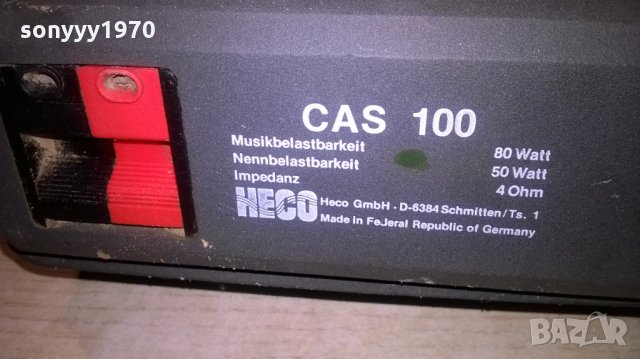 sonyyy1970
CAS 100
Musikbelastbarkeit 80 Watt
Nennbelastbarkeit 50 Watt
Impedanz 4 Ohm
HECO Heco GmbH · D-6384 Schmitten/Ts. 1
Made in FeJeral Republic of Germany
BAZAR